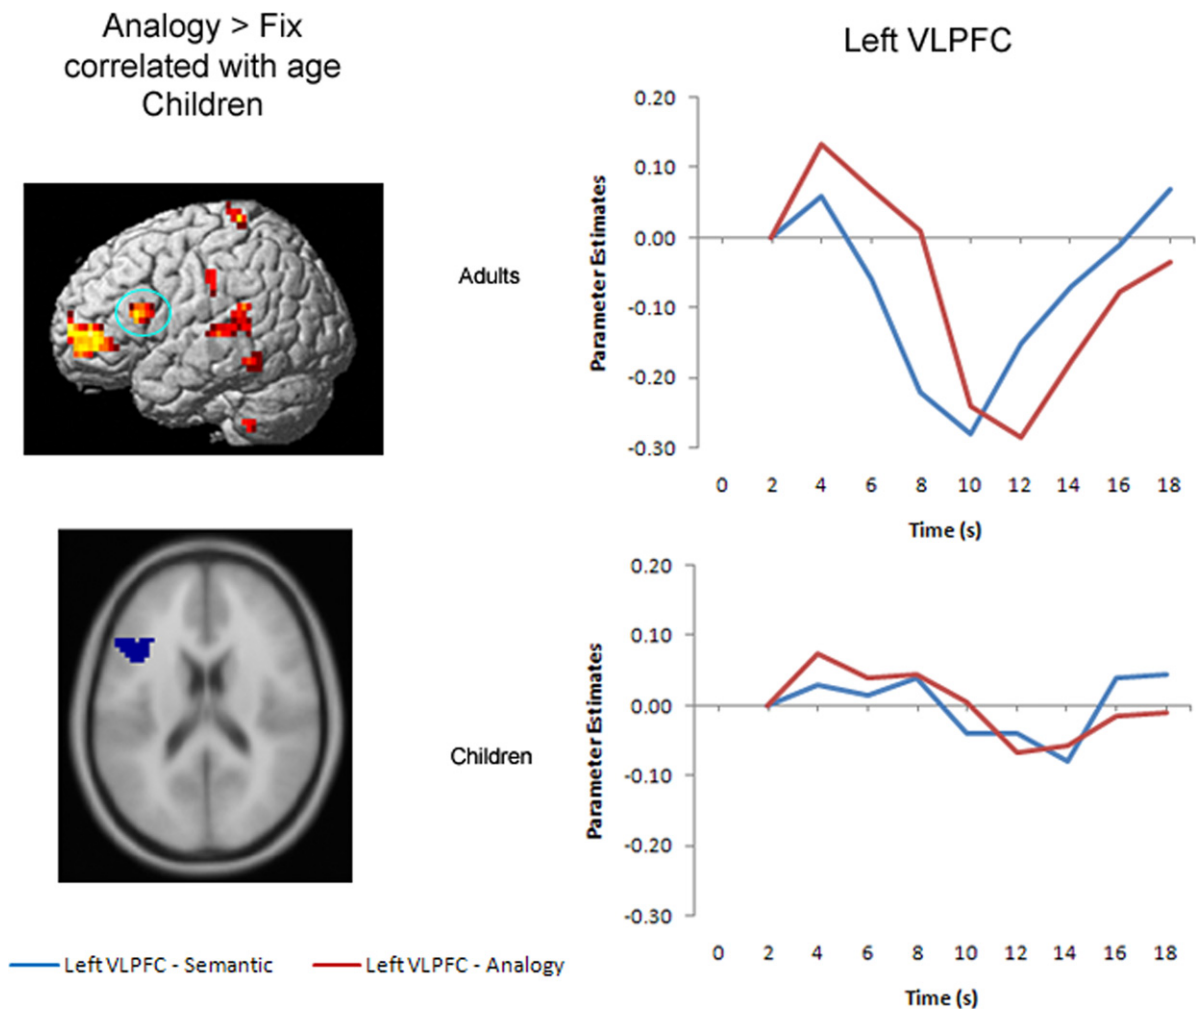 Analogy > Fix
correlated with age
Children
Left VLPFC
Adults
Parameter Estimates
0.20
0.10
0.00
-0.10
-0.20
-0.30
0 2 4 6 8 10 12 14 16 18
Time (s)
Children
Parameter Estimates
0.20
0.10
0.00
-0.10
-0.20
-0.30
0 2 4 6 8 10 12 14 16 18
Time (s)
Left VLPFC - Semantic
Left VLPFC - Analogy